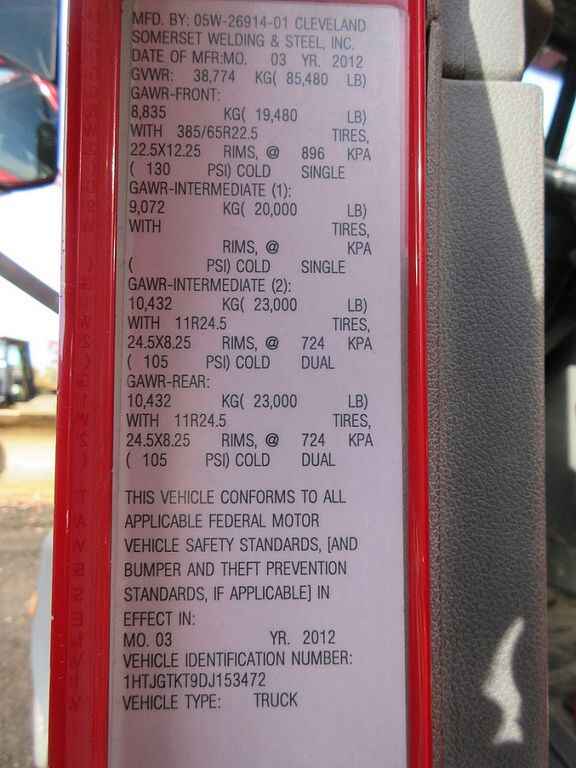 MFD. BY: 05W-26914-01 CLEVELAND
SOMERSET WELDING & STEEL, INC.
DATE OF MFR:MO. 03 YR. 2012
GVWR: 38,774 KG( 85,480 LB)
GAWR-FRONT:
8,835 KG( 19,480 LB)
WITH 385/65R22.5 TIRES,
22.5X12.25 RIMS, @ 896 KPA
( 130 PSI) COLD SINGLE
GAWR-INTERMEDIATE (1):
9,072 KG( 20,000 LB)
WITH TIRES,
RIMS, @ KPA
( PSI) COLD SINGLE
GAWR-INTERMEDIATE (2):
10,432 KG( 23,000 LB)
WITH 11R24.5 TIRES,
24.5X8.25 RIMS, @ 724 KPA
( 105 PSI) COLD DUAL
GAWR-REAR:
10,432 KG( 23,000 LB)
WITH 11R24.5 TIRES,
24.5X8.25 RIMS, @ 724 KPA
( 105 PSI) COLD DUAL
THIS VEHICLE CONFORMS TO ALL
APPLICABLE FEDERAL MOTOR
VEHICLE SAFETY STANDARDS, [AND
BUMPER AND THEFT PREVENTION
STANDARDS, IF APPLICABLE] IN
EFFECT IN:
MO. 03 YR. 2012
VEHICLE IDENTIFICATION NUMBER:
1HTJGTKT9DJ153472
VEHICLE TYPE: TRUCK